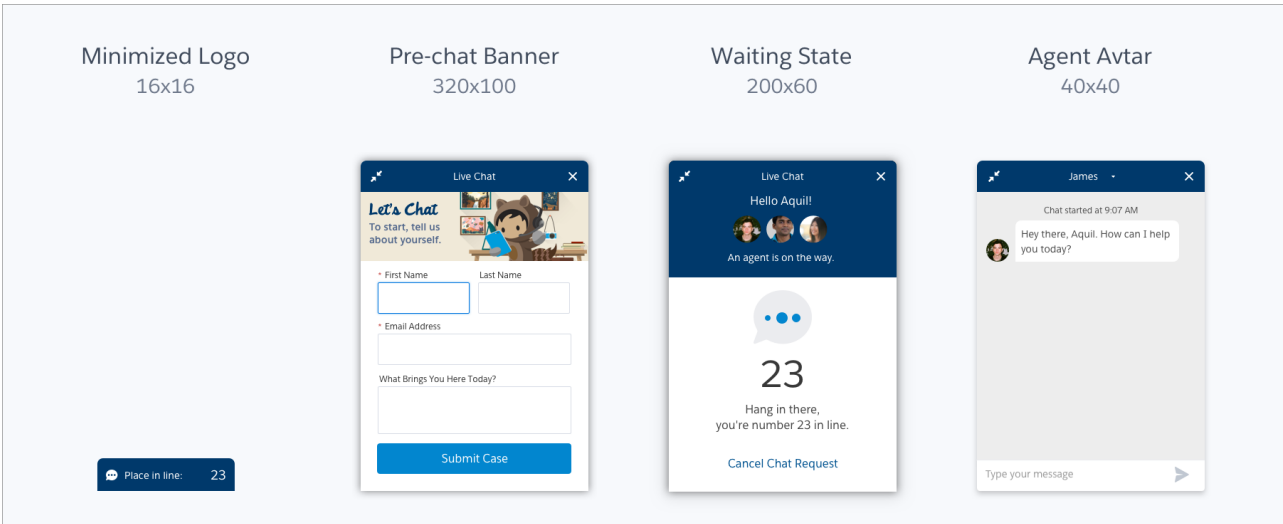 Minimized Logo
16x16
Place in line: 23
Pre-chat Banner
320x100
Live Chat
Let's Chat
To start, tell us
about yourself.
* First Name
Last Name
* Email Address
What Brings You Here Today?
Submit Case
Waiting State
200x60
Live Chat
Hello Aquil!
An agent is on the way.
23
Hang in there,
you're number 23 in line.
Cancel Chat Request
Agent Avtar
40x40
James
Chat started at 9:07 AM
Hey there, Aquil. How can I help
you today?
Type your message